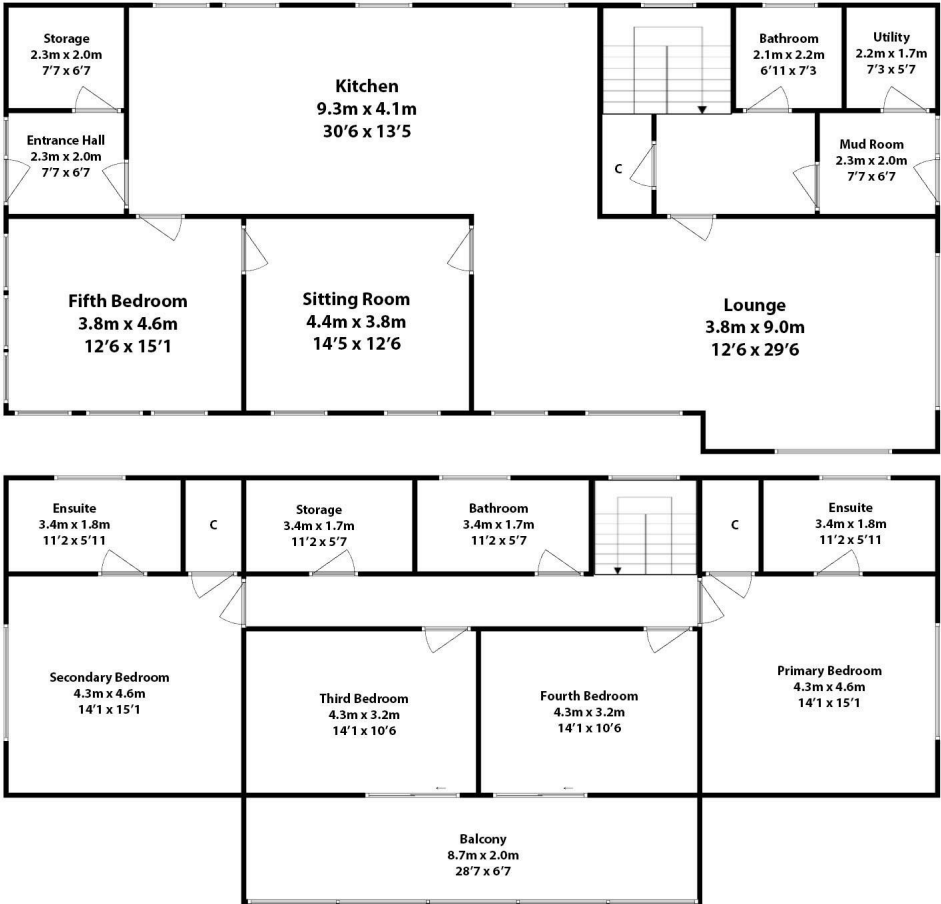 Storage
2.3m x 2.0m
7'7 x 6'7
Kitchen
9.3m x 4.1m
30'6 x 13'5
Bathroom
2.1m x 2.2m
6'11 x 7'3
Utility
2.2m x 1.7m
7'3 x 5'7
Entrance Hall
2.3m x 2.0m
7'7 x 6'7
C
Mud Room
2.3m x 2.0m
7'7 x 6'7
Fifth Bedroom
3.8m x 4.6m
12'6 x 15'1
Sitting Room
4.4m x 3.8m
14'5 x 12'6
Lounge
3.8m x 9.0m
12'6 x 29'6
Ensuite
3.4m x 1.8m
11'2 x 5'11
C
Storage
3.4m x 1.7m
11'2 x 5'7
Bathroom
3.4m x 1.7m
11'2 x 5'7
C
Ensuite
3.4m x 1.8m
11'2 x 5'11
Secondary Bedroom
4.3m x 4.6m
14'1 x 15'1
Third Bedroom
4.3m x 3.2m
14'1 x 10'6
Fourth Bedroom
4.3m x 3.2m
14'1 x 10'6
Primary Bedroom
4.3m x 4.6m
14'1 x 15'1
Balcony
8.7m x 2.0m
28'7 x 6'7